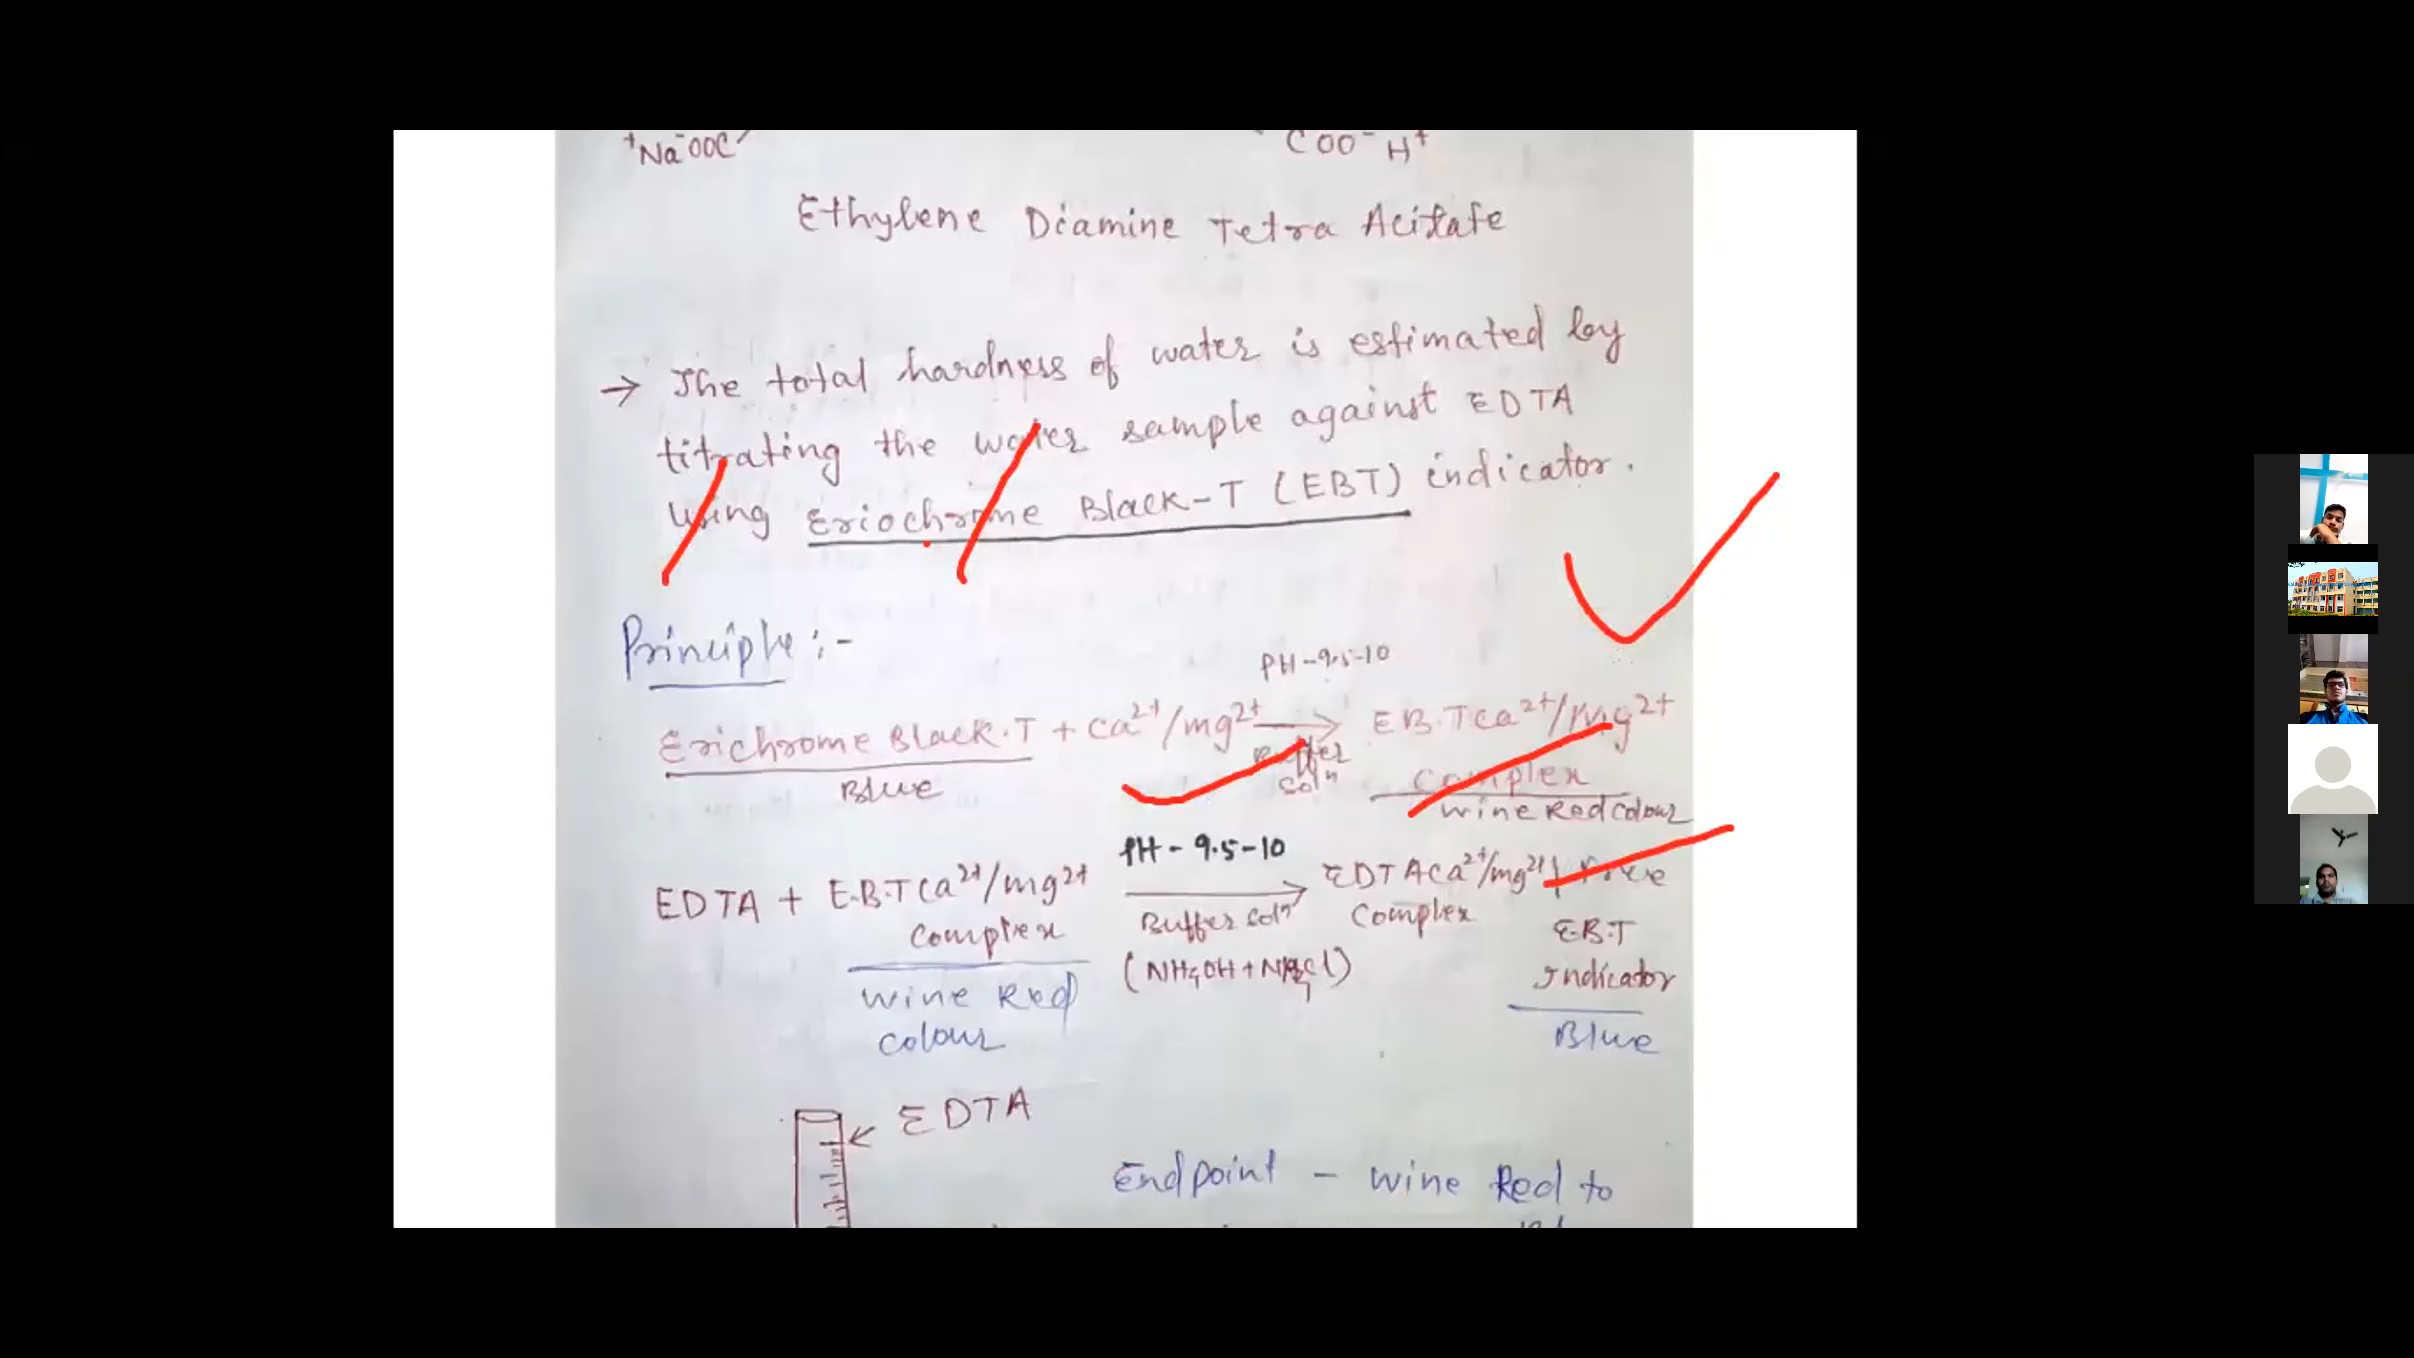 +Na-OOC
COO- H+
Ethylene Diamine Tetra Acitate
→ The total hardness of water is estimated by
titrating the water sample against EDTA
using Eriochrome Black-T (EBT) indicator.
Principle :-
PH-9.5-10
Erichrome Black.T + Ca2+/mg2+ → E.B.T Ca2+/Mg2+
Buffer
Soln
Complex
Blue
wine Red colour
PH - 9.5-10
EDTA + E.B.T Ca2+/mg2+ → EDTA Ca2+/mg2+ + Free
Complex
Buffer Soln
Complex
E.B.T
(NH4OH + NH4Cl)
Indicator
wine Red
colour
Blue
← EDTA
Endpoint - wine Red to